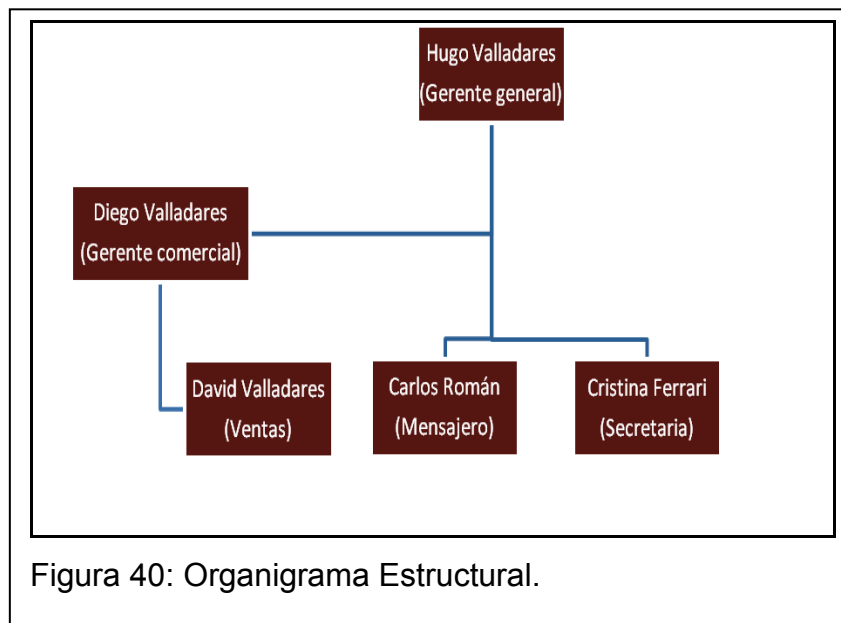 Hugo Valladares
(Gerente general)
Diego Valladares
(Gerente comercial)
David Valladares
(Ventas)
Carlos Román
(Mensajero)
Cristina Ferrari
(Secretaria)
Figura 40: Organigrama Estructural.